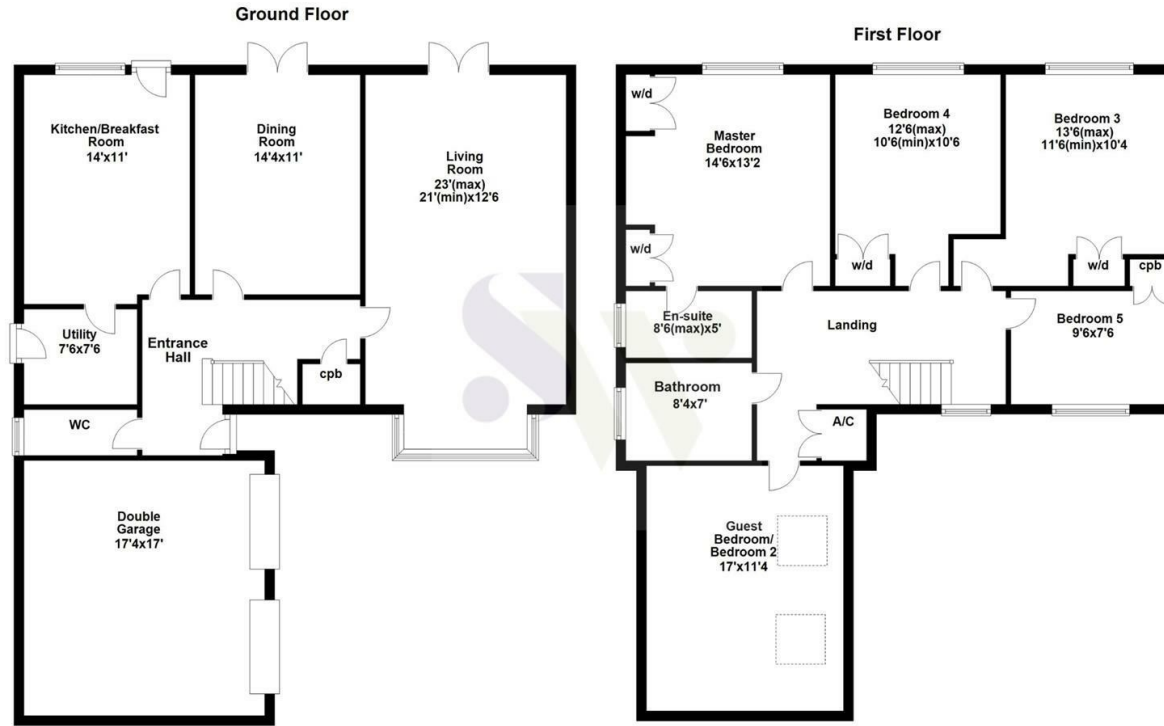 Ground Floor
Kitchen/Breakfast
Room
14'x11'
Dining
Room
14'4x11'
Living
Room
23'(max)
21'(min)x12'6
Utility
7'6x7'6
Entrance
Hall
cpb
WC
Double
Garage
17'4x17'
First Floor
w/d
Master
Bedroom
14'6x13'2
w/d
Bedroom 4
12'6(max)
10'6(min)x10'6
w/d
Bedroom 3
13'6(max)
11'6(min)x10'4
w/d
cpb
En-suite
8'6(max)x5'
Landing
Bedroom 5
9'6x7'6
Bathroom
8'4x7'
A/C
Guest
Bedroom/
Bedroom 2
17'x11'4
SW